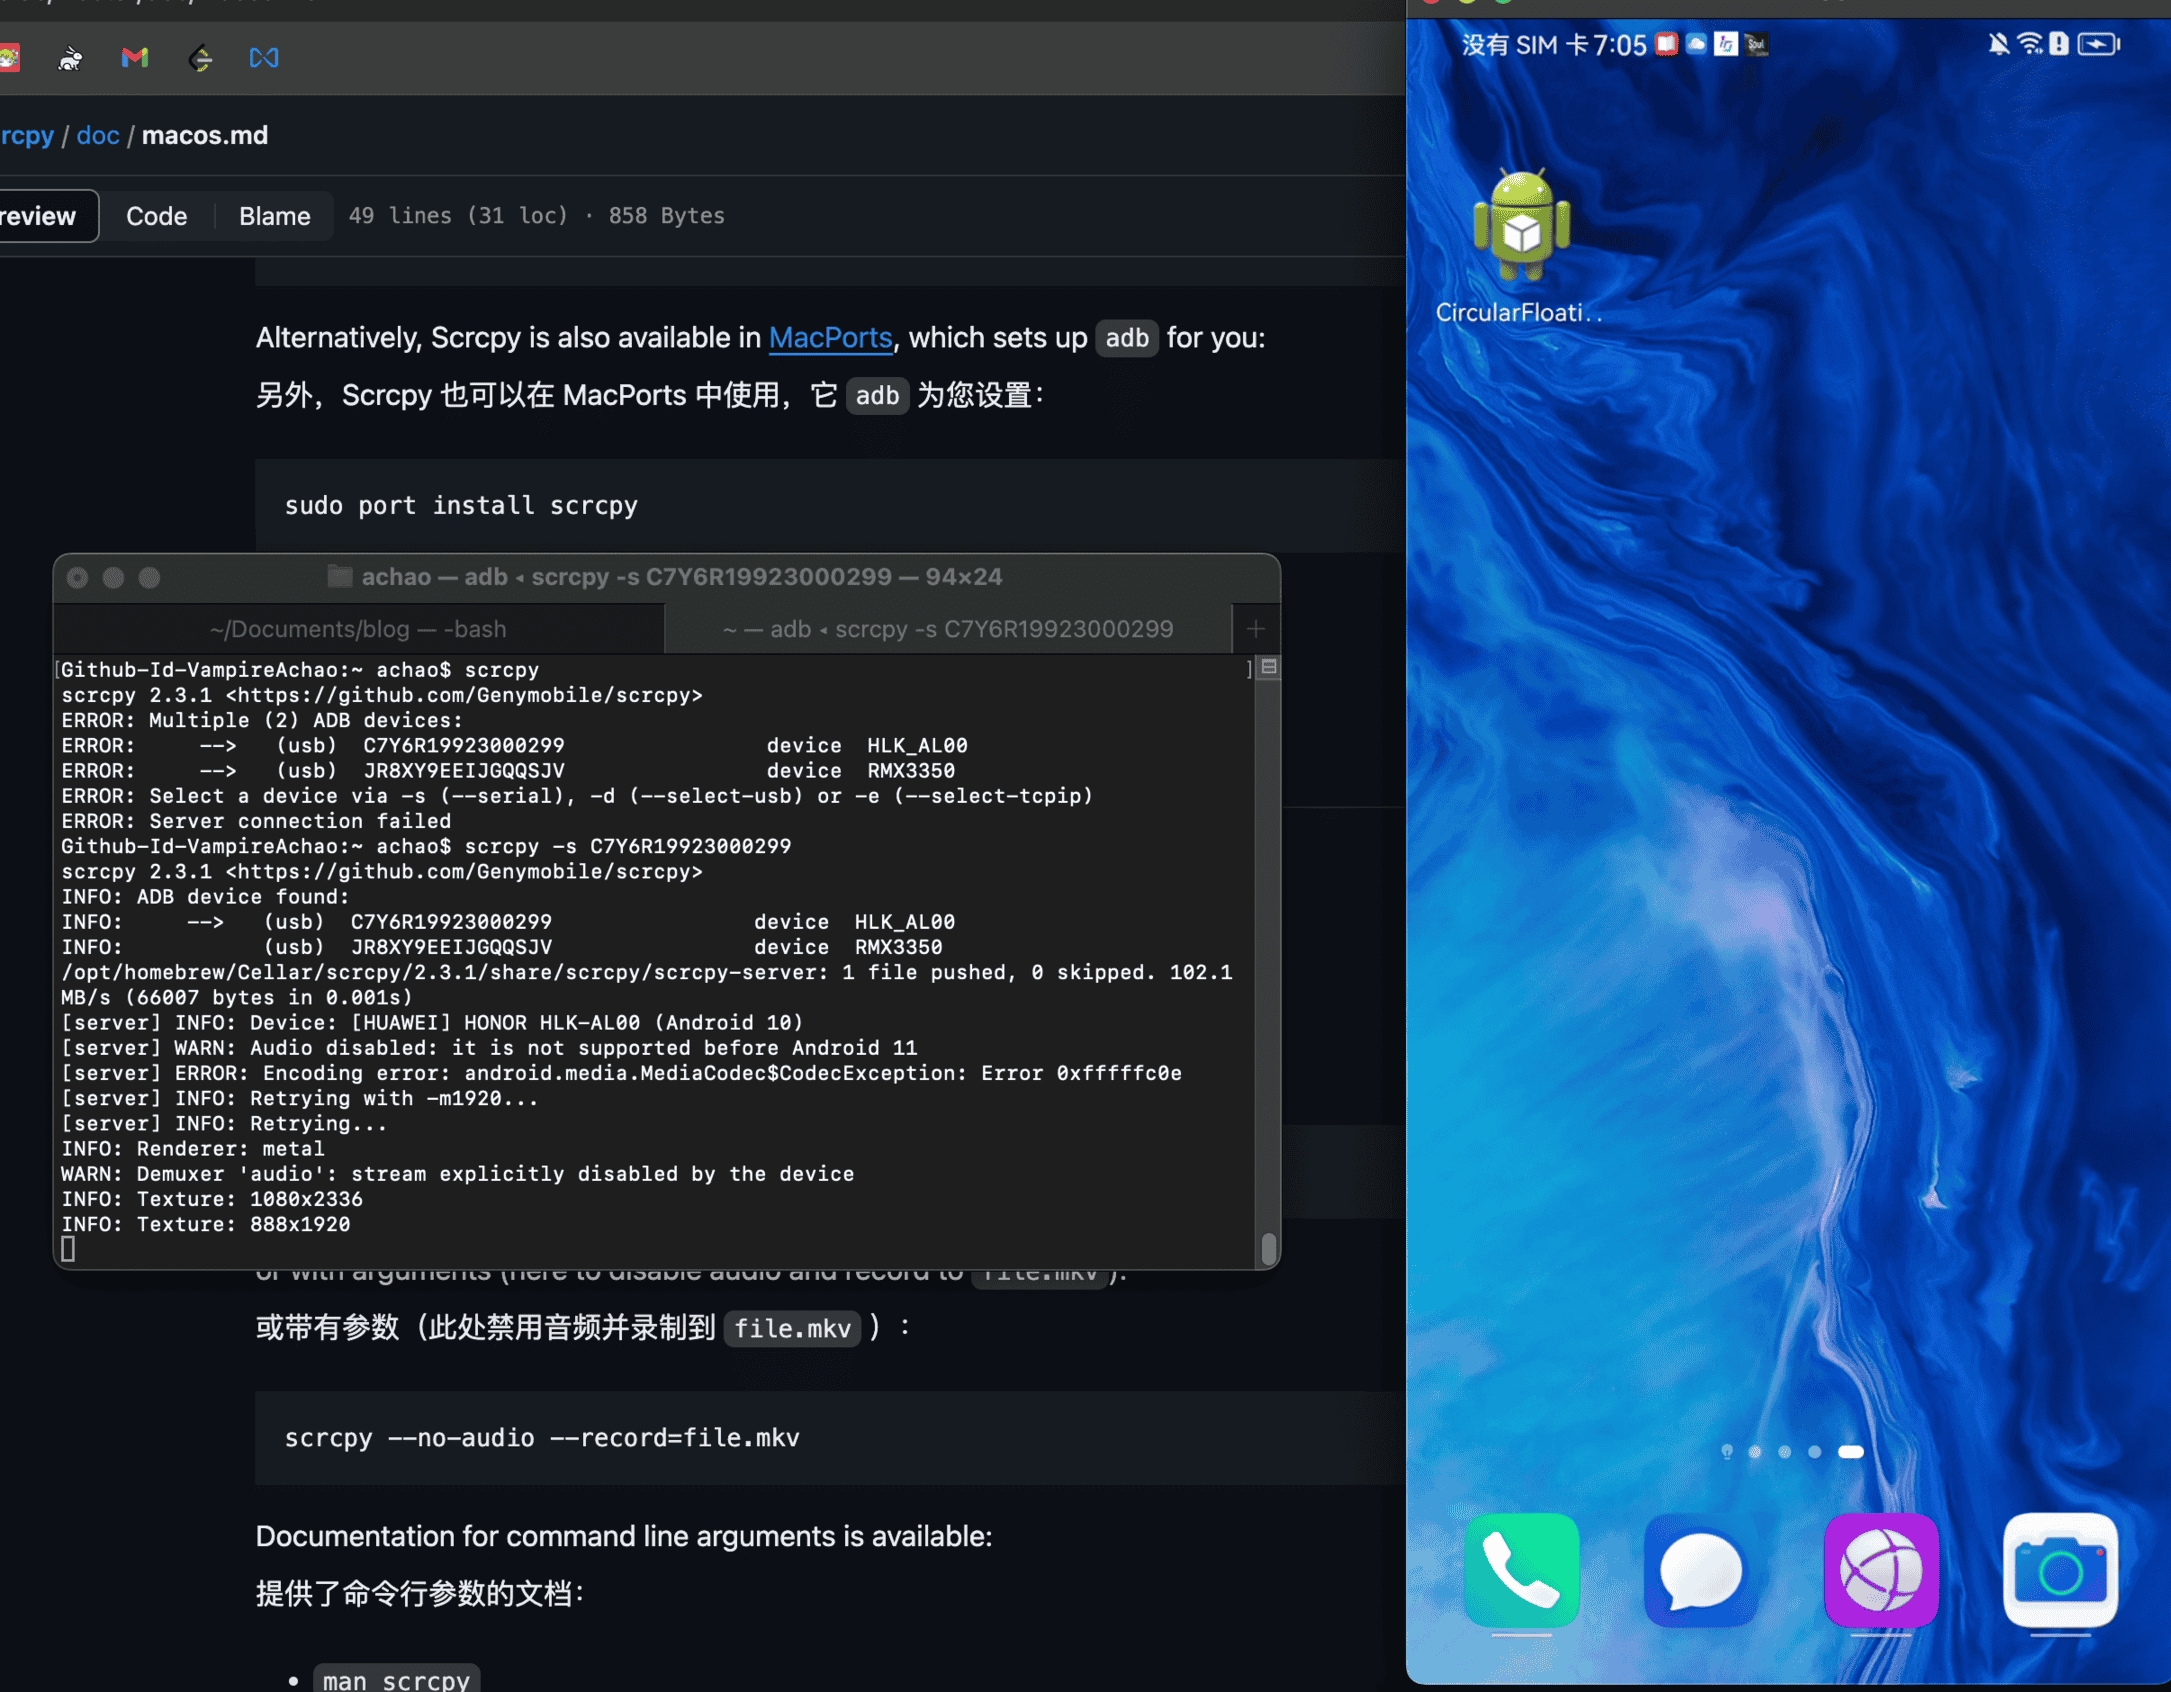 rcpy / doc / macos.md
review Code Blame 49 lines (31 loc) · 858 Bytes
Alternatively, Scrcpy is also available in MacPorts, which sets up adb for you:
另外，Scrcpy 也可以在 MacPorts 中使用，它 adb 为您设置：
sudo port install scrcpy
achao — adb ◂ scrcpy -s C7Y6R19923000299 — 94×24
~/Documents/blog — -bash
~ — adb ◂ scrcpy -s C7Y6R19923000299
[Github-Id-VampireAchao:~ achao$ scrcpy ]
scrcpy 2.3.1 <https://github.com/Genymobile/scrcpy>
ERROR: Multiple (2) ADB devices:
ERROR:     -->   (usb)  C7Y6R19923000299                device  HLK_AL00
ERROR:     -->   (usb)  JR8XY9EEIJGQQSJV                device  RMX3350
ERROR: Select a device via -s (--serial), -d (--select-usb) or -e (--select-tcpip)
ERROR: Server connection failed
Github-Id-VampireAchao:~ achao$ scrcpy -s C7Y6R19923000299
scrcpy 2.3.1 <https://github.com/Genymobile/scrcpy>
INFO: ADB device found:
INFO:     -->   (usb)  C7Y6R19923000299                device  HLK_AL00
INFO:           (usb)  JR8XY9EEIJGQQSJV                device  RMX3350
/opt/homebrew/Cellar/scrcpy/2.3.1/share/scrcpy/scrcpy-server: 1 file pushed, 0 skipped. 102.1
MB/s (66007 bytes in 0.001s)
[server] INFO: Device: [HUAWEI] HONOR HLK-AL00 (Android 10)
[server] WARN: Audio disabled: it is not supported before Android 11
[server] ERROR: Encoding error: android.media.MediaCodec$CodecException: Error 0xfffffc0e
[server] INFO: Retrying with -m1920...
[server] INFO: Retrying...
INFO: Renderer: metal
WARN: Demuxer 'audio': stream explicitly disabled by the device
INFO: Texture: 1080x2336
INFO: Texture: 888x1920
or with arguments (here to disable audio and record to file.mkv):
或带有参数（此处禁用音频并录制到 file.mkv ）：
scrcpy --no-audio --record=file.mkv
Documentation for command line arguments is available:
提供了命令行参数的文档：
• man scrcpy
没有 SIM 卡 7:05
Soul
CircularFloati..